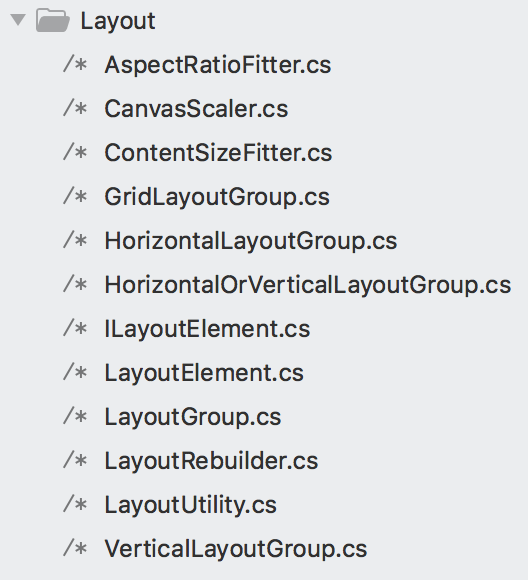 Layout
/* AspectRatioFitter.cs
/* CanvasScaler.cs
/* ContentSizeFitter.cs
/* GridLayoutGroup.cs
/* HorizontalLayoutGroup.cs
/* HorizontalOrVerticalLayoutGroup.cs
/* ILayoutElement.cs
/* LayoutElement.cs
/* LayoutGroup.cs
/* LayoutRebuilder.cs
/* LayoutUtility.cs
/* VerticalLayoutGroup.cs